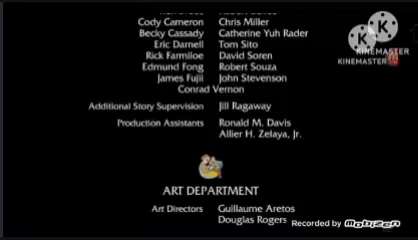 Cody Cameron Chris Miller
Becky Cassady Catherine Yuh Rader
Eric Darnell Tom Sito
Rick Farmiloe David Soren
Edmund Fong Robert Souza
James Fujii John Stevenson
Conrad Vernon
Additional Story Supervision Jill Ragaway
Production Assistants Ronald M. Davis
Allier H. Zelaya, Jr.
ART DEPARTMENT
Art Directors Guillaume Aretos
Douglas Rogers
KINEMASTER
KINEMASTER
Recorded by Mobizen